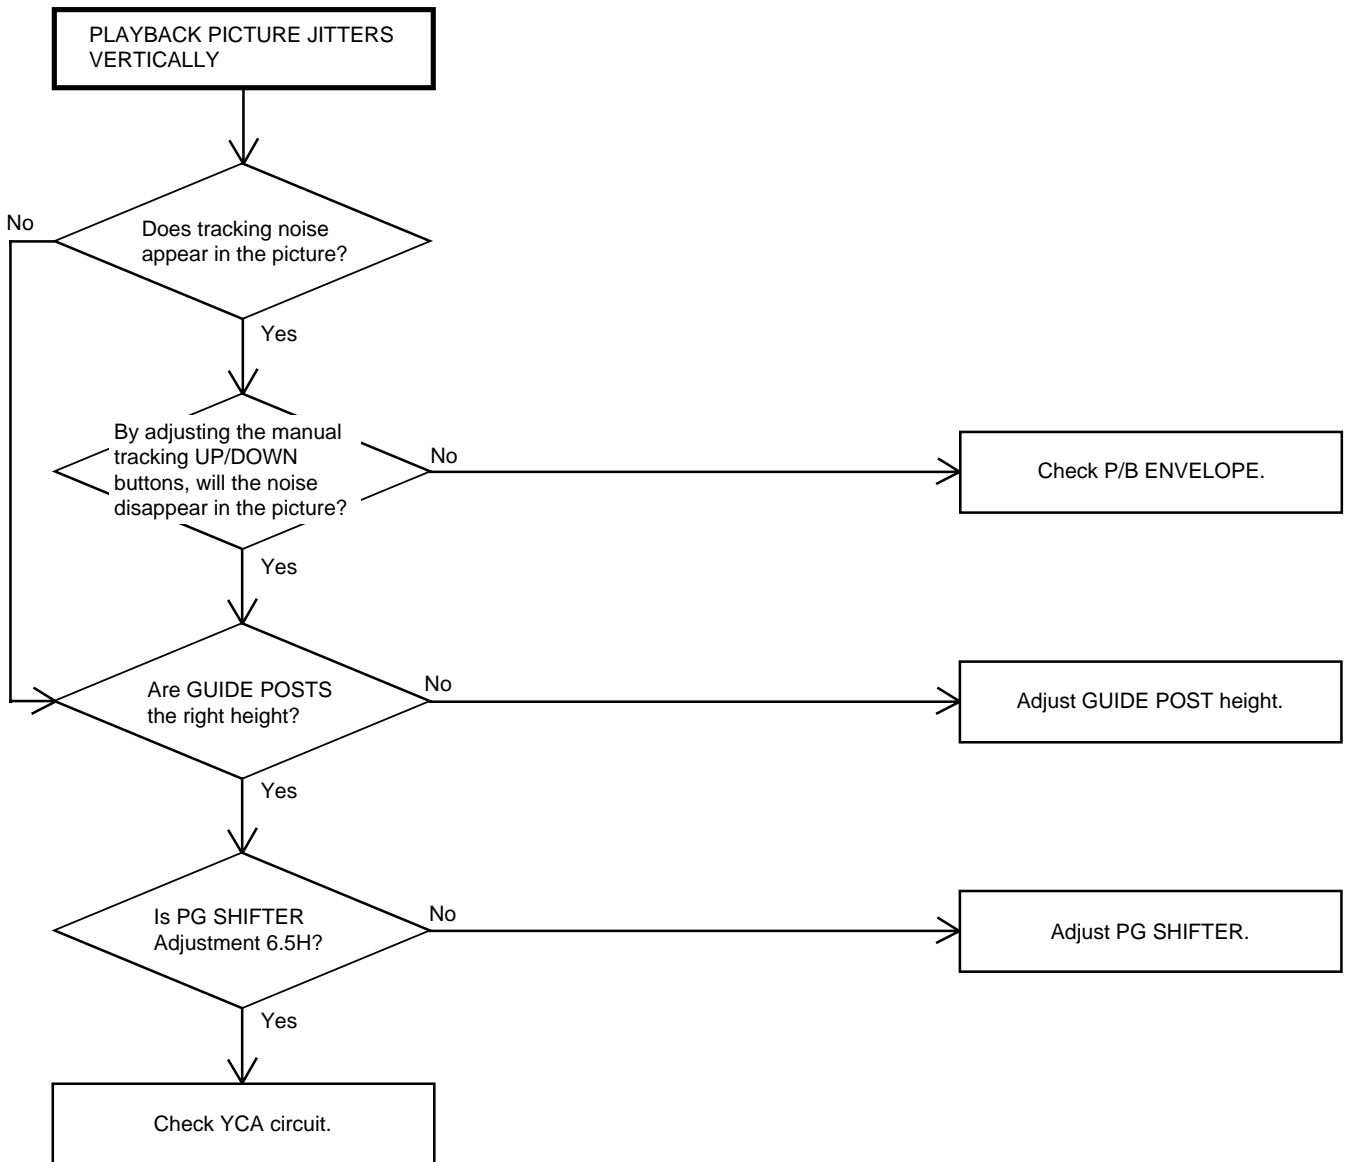 PLAYBACK PICTURE JITTERS
VERTICALLY
No
Does tracking noise
appear in the picture?
Yes
By adjusting the manual
tracking UP/DOWN
buttons, will the noise
disappear in the picture?
No
Check P/B ENVELOPE.
Yes
Are GUIDE POSTS
the right height?
No
Adjust GUIDE POST height.
Yes
Is PG SHIFTER
Adjustment 6.5H?
No
Adjust PG SHIFTER.
Yes
Check YCA circuit.